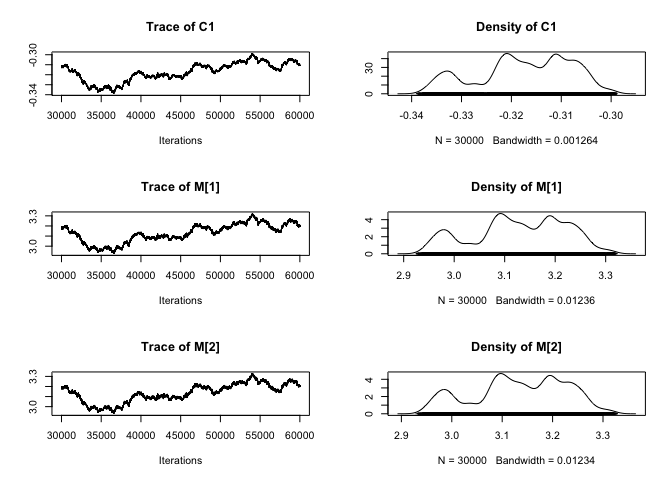 Trace of C1
-0.34 -0.30
30000 35000 40000 45000 50000 55000 60000
Iterations
Density of C1
0 30
-0.34 -0.33 -0.32 -0.31 -0.30
N = 30000 Bandwidth = 0.001264
Trace of M[1]
3.0 3.3
30000 35000 40000 45000 50000 55000 60000
Iterations
Density of M[1]
0 2 4
2.9 3.0 3.1 3.2 3.3
N = 30000 Bandwidth = 0.01236
Trace of M[2]
3.0 3.3
30000 35000 40000 45000 50000 55000 60000
Iterations
Density of M[2]
0 2 4
2.9 3.0 3.1 3.2 3.3
N = 30000 Bandwidth = 0.01234